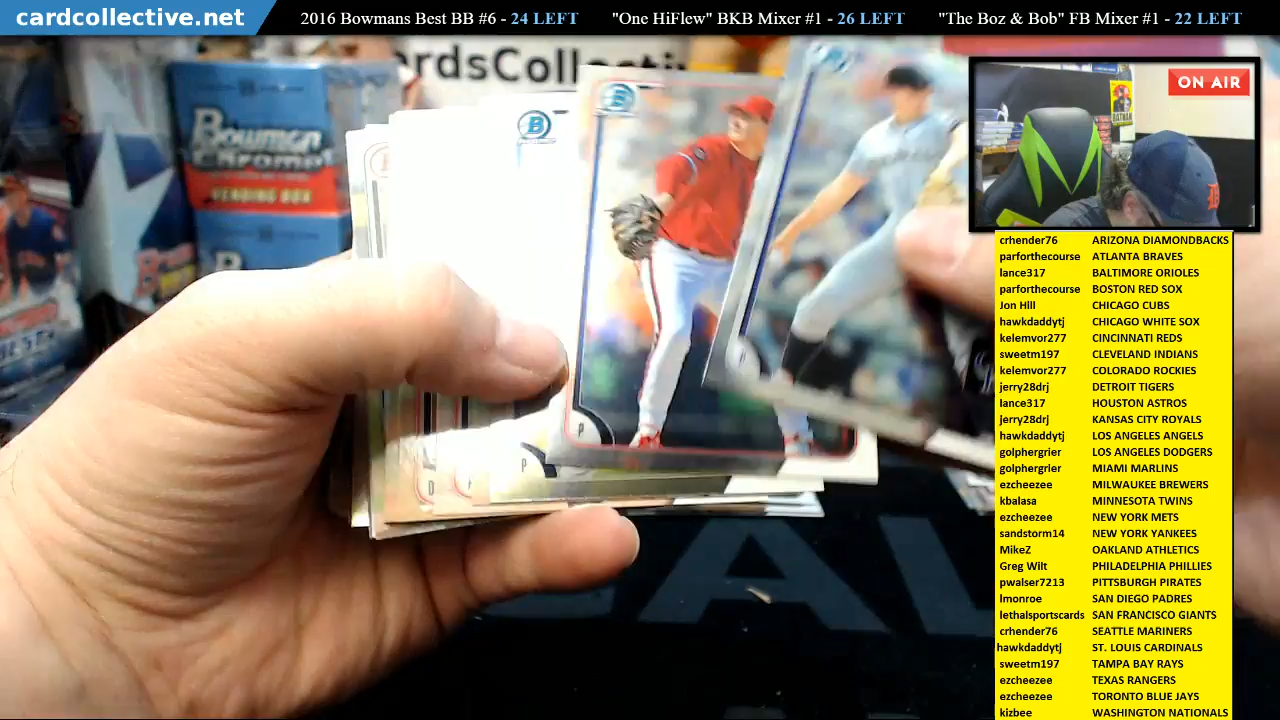 cardcollective.net
2016 Bowmans Best BB #6 - 24 LEFT
"One HiFlew" BKB Mixer #1 - 26 LEFT
"The Boz & Bob" FB Mixer #1 - 22 LEFT
ON AIR
Bowman
Chrome
VENDING BOX
B
P
P
crhender76 ARIZONA DIAMONDBACKS
parforthecourse ATLANTA BRAVES
lance317 BALTIMORE ORIOLES
parforthecourse BOSTON RED SOX
Jon Hill CHICAGO CUBS
hawkdaddytj CHICAGO WHITE SOX
kelemvor277 CINCINNATI REDS
sweetm197 CLEVELAND INDIANS
kelemvor277 COLORADO ROCKIES
jerry28drj DETROIT TIGERS
lance317 HOUSTON ASTROS
jerry28drj KANSAS CITY ROYALS
hawkdaddytj LOS ANGELES ANGELS
golphergrier LOS ANGELES DODGERS
golphergrier MIAMI MARLINS
ezcheezee MILWAUKEE BREWERS
kbalasa MINNESOTA TWINS
ezcheezee NEW YORK METS
sandstorm14 NEW YORK YANKEES
MikeZ OAKLAND ATHLETICS
Greg Wilt PHILADELPHIA PHILLIES
pwalser7213 PITTSBURGH PIRATES
lmonroe SAN DIEGO PADRES
lethalsportscards SAN FRANCISCO GIANTS
crhender76 SEATTLE MARINERS
hawkdaddytj ST. LOUIS CARDINALS
sweetm197 TAMPA BAY RAYS
ezcheezee TEXAS RANGERS
ezcheezee TORONTO BLUE JAYS
kizbee WASHINGTON NATIONALS